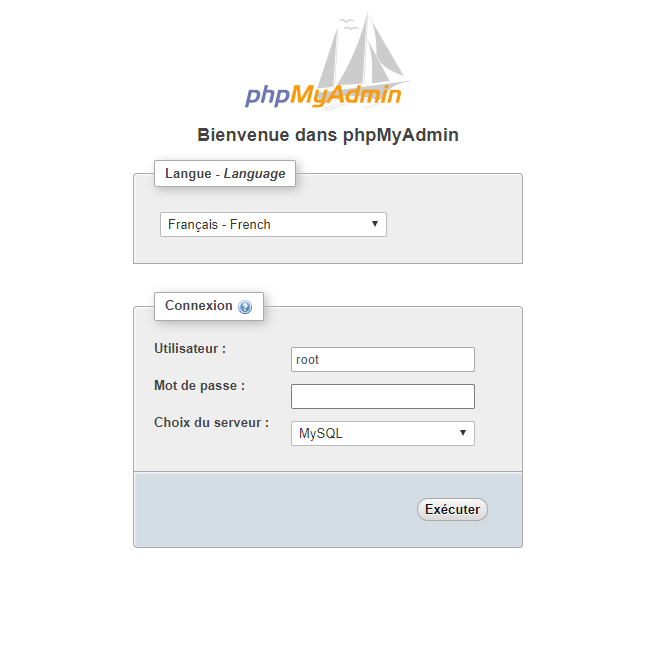 phpMyAdmin
Bienvenue dans phpMyAdmin
Langue - Language
Français - French
Connexion ?
Utilisateur : root
Mot de passe :
Choix du serveur : MySQL
Exécuter